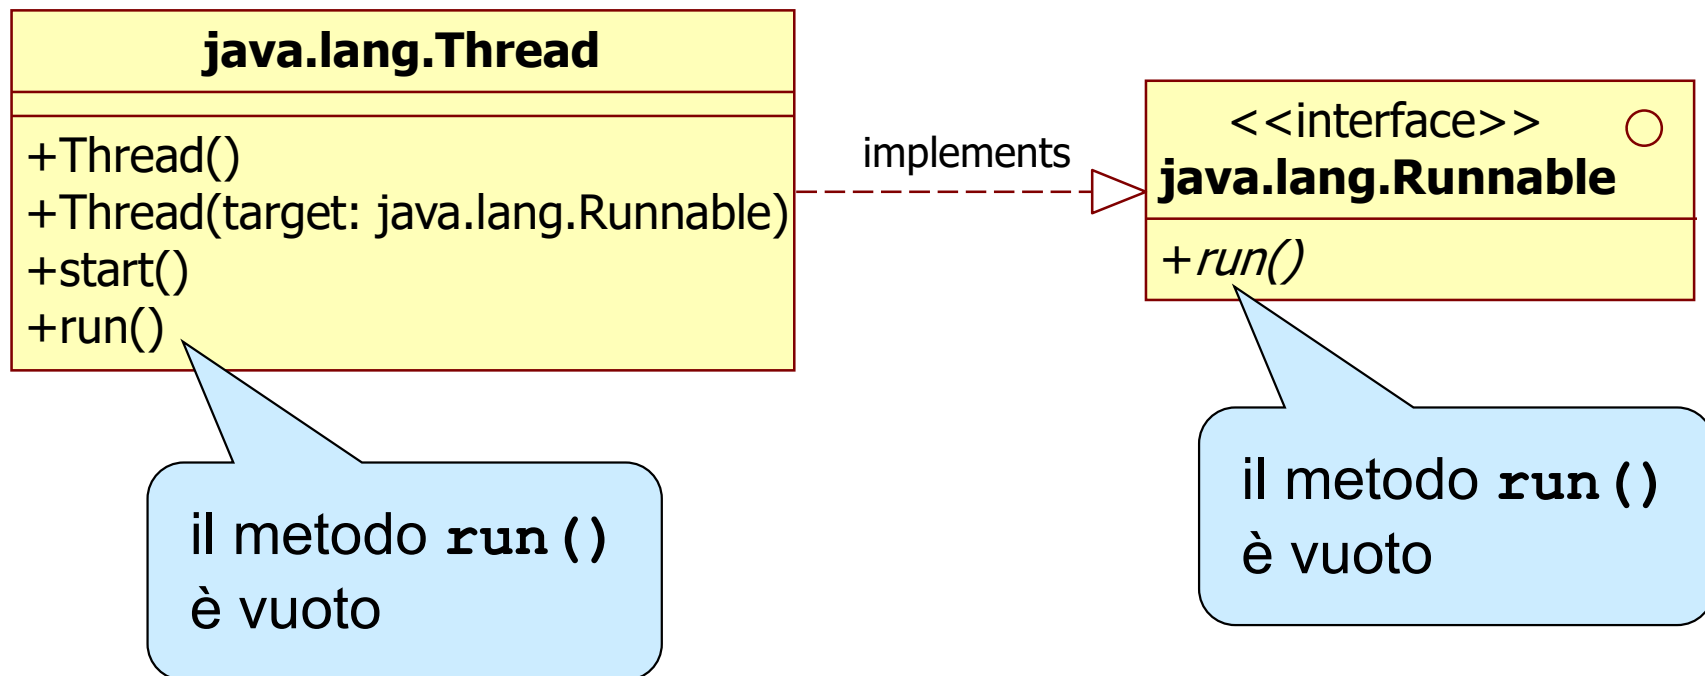 java.lang.Thread
+Thread()
+Thread(target: java.lang.Runnable)
+start()
+run()
implements
<<interface>>
java.lang.Runnable
+run()
il metodo run()
è vuoto
il metodo run()
è vuoto